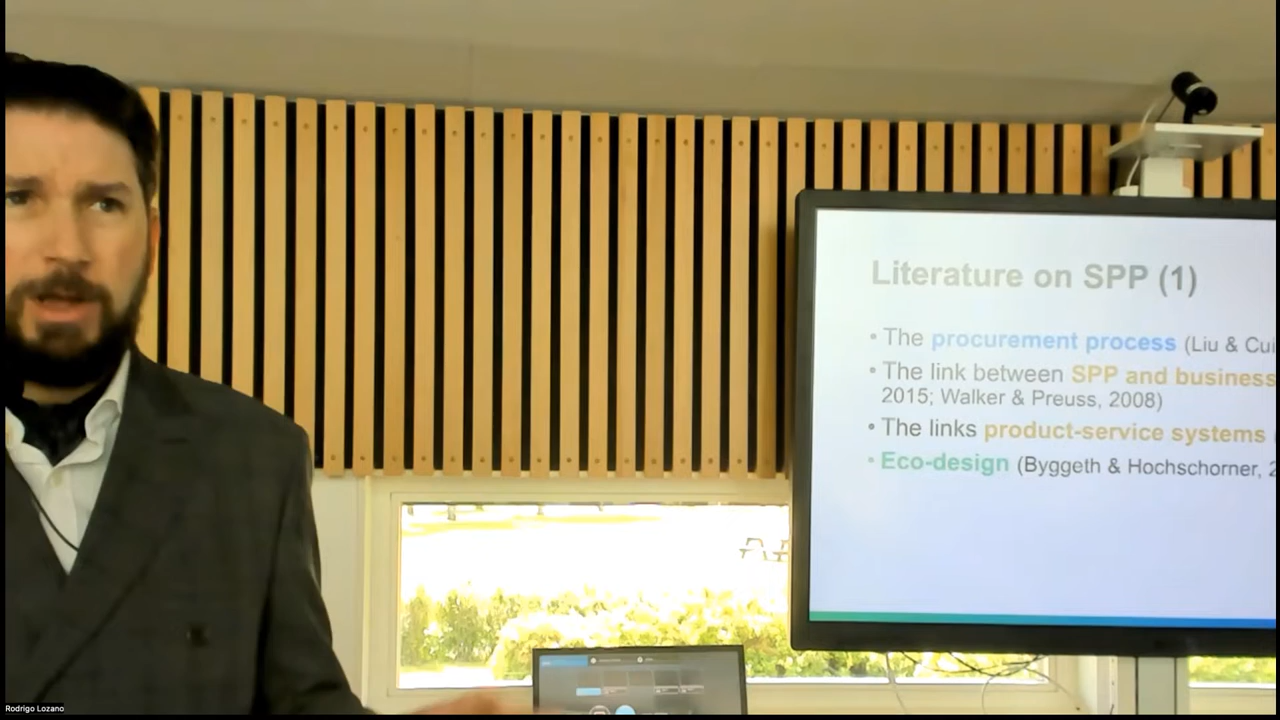 Literature on SPP (1)
• The procurement process (Liu & Cui
• The link between SPP and business
2015; Walker & Preuss, 2008)
• The links product-service systems
• Eco-design (Byggeth & Hochschorner, 2
Rodrigo Lozano